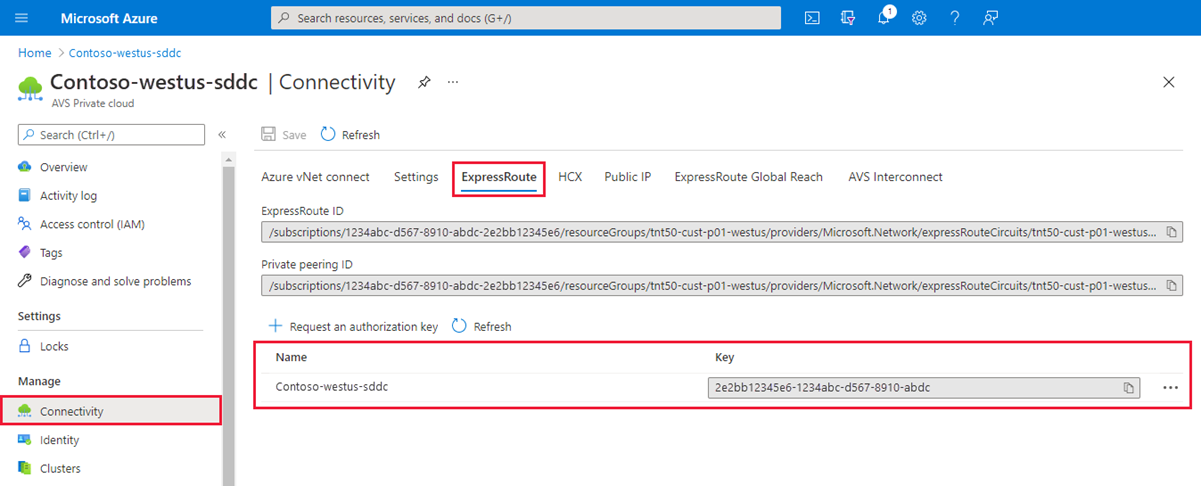 Microsoft Azure
Search resources, services, and docs (G+/)
1
Home > Contoso-westus-sddc
Contoso-westus-sddc | Connectivity ...
AVS Private cloud
Search (Ctrl+/)
«
Overview
Activity log
Access control (IAM)
Tags
Diagnose and solve problems
Settings
Locks
Manage
Connectivity
Identity
Clusters
Save Refresh
Azure vNet connect Settings ExpressRoute HCX Public IP ExpressRoute Global Reach AVS Interconnect
ExpressRoute ID
/subscriptions/1234abc-d567-8910-abdc-2e2bb12345e6/resourceGroups/tnt50-cust-p01-westus/providers/Microsoft.Network/expressRouteCircuits/tnt50-cust-p01-westus...
Private peering ID
/subscriptions/1234abc-d567-8910-abdc-2e2bb12345e6/resourceGroups/tnt50-cust-p01-westus/providers/Microsoft.Network/expressRouteCircuits/tnt50-cust-p01-westus...
+ Request an authorization key Refresh
Name Key
Contoso-westus-sddc 2e2bb12345e6-1234abc-d567-8910-abdc ...